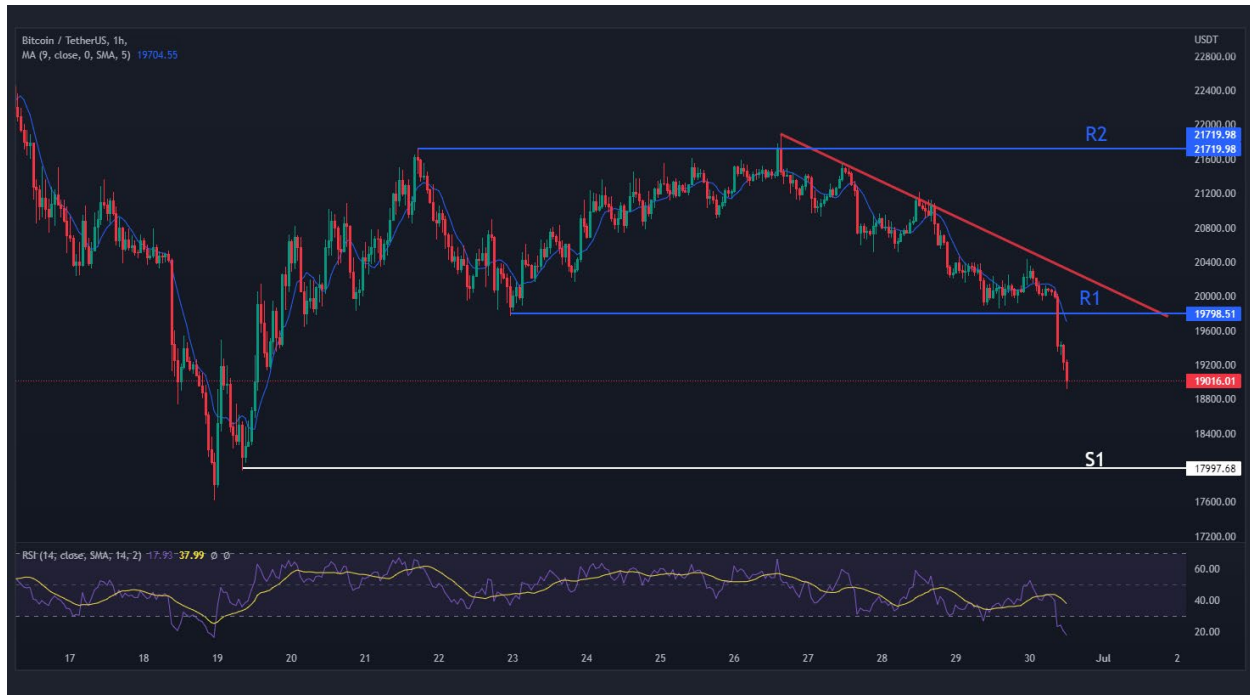 Bitcoin / TetherUS, 1h,
MA (9, close, 0, SMA, 5) 19704.55
USDT
22800.00
22400.00
22000.00
R2
21719.98
21719.98
21600.00
21200.00
20800.00
20400.00
20000.00
R1
19798.51
19600.00
19200.00
19016.01
18800.00
18400.00
S1
17997.68
17600.00
17200.00
RSI (14, close, SMA, 14, 2) 17.93 37.99 Ø Ø
60.00
40.00
20.00
17 18 19 20 21 22 23 24 25 26 27 28 29 30 Jul 2